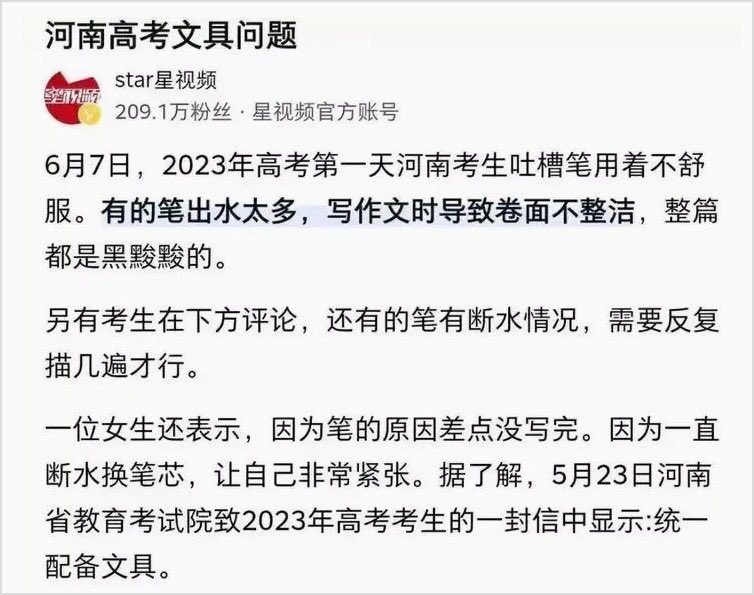 河南高考文具问题
star星视频
209.1万粉丝 · 星视频官方账号
6月7日，2023年高考第一天河南考生吐槽笔用着不舒
服。有的笔出水太多，写作文时导致卷面不整洁，整篇
都是黑黢黢的。
另有考生在下方评论，还有的笔有断水情况，需要反复
描几遍才行。
一位女生还表示，因为笔的原因差点没写完。因为一直
断水换笔芯，让自己非常紧张。据了解，5月23日河南
省教育考试院致2023年高考考生的一封信中显示:统一
配备文具。